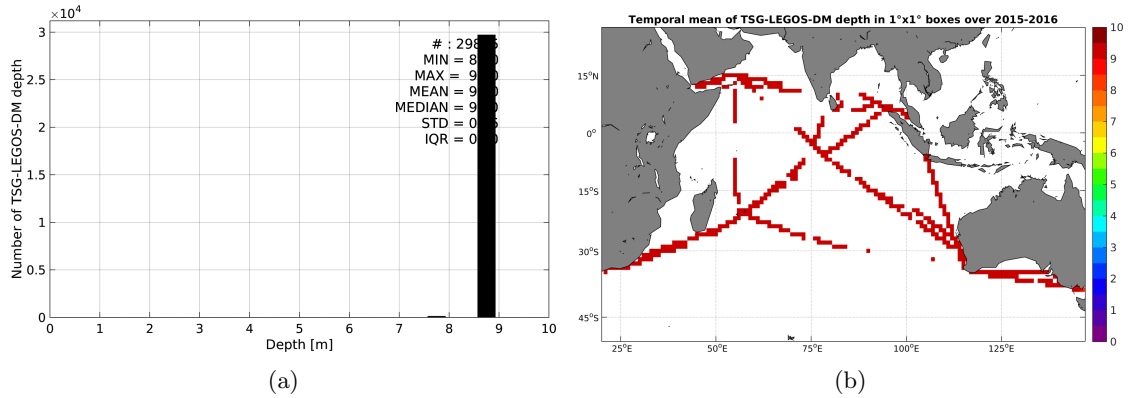 ×10⁴
3
2.5
2
1.5
1
0.5
0
Number of TSG-LEGOS-DM depth
# : 298
MIN = 8
MAX = 9
MEAN = 9
MEDIAN = 9
STD = 0
IQR = 0
0 1 2 3 4 5 6 7 8 9 10
Depth [m]
(a)
Temporal mean of TSG-LEGOS-DM depth in 1°x1° boxes over 2015-2016
15°N
0°
15°S
30°S
45°S
25°E 50°E 75°E 100°E 125°E
10
9
8
7
6
5
4
3
2
1
0
(b)